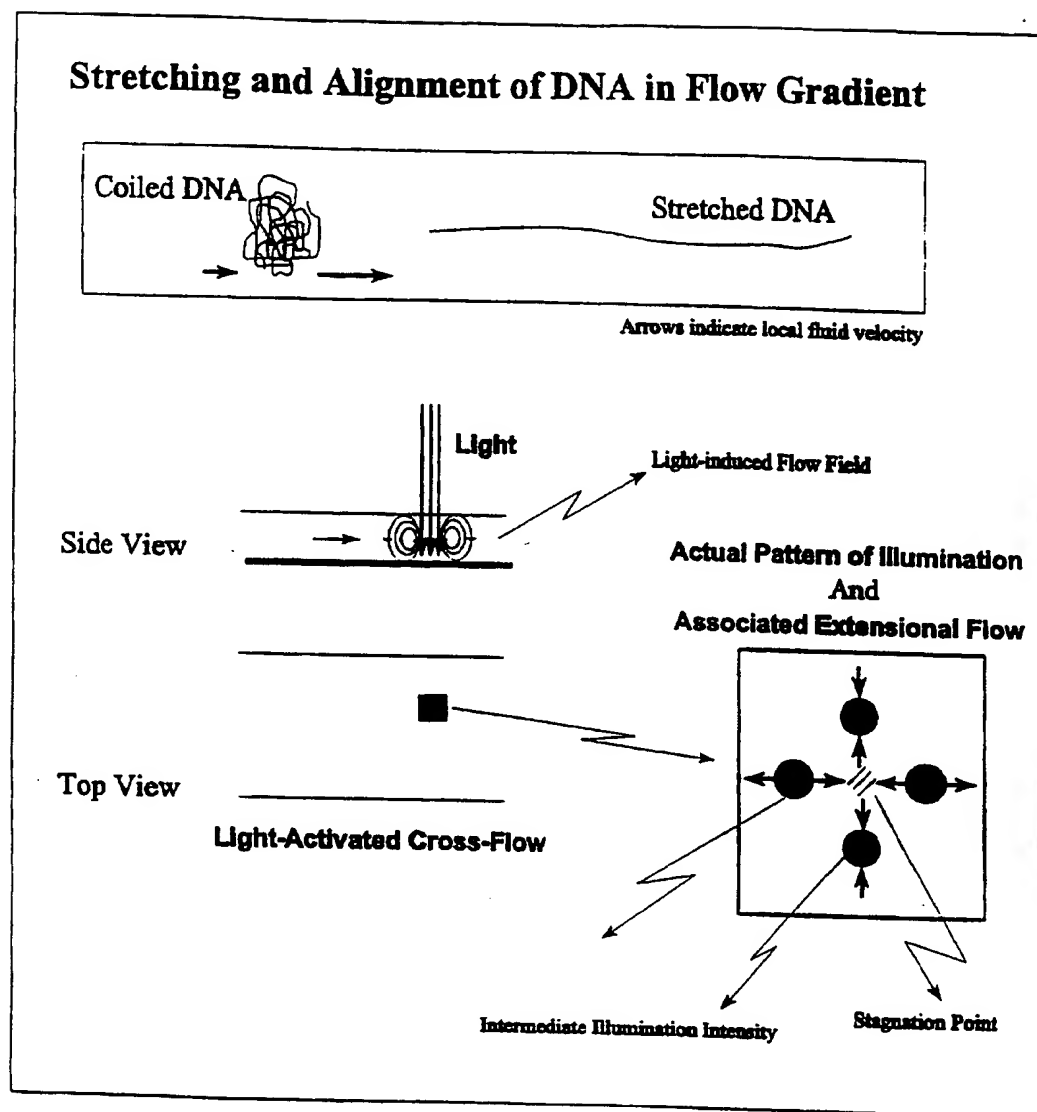 Stretching and Alignment of DNA in Flow Gradient
Coiled DNA
Stretched DNA
Arrows indicate local fluid velocity
Light
Light-induced Flow Field
Side View
Actual Pattern of Illumination
And
Associated Extensional Flow
Top View
Light-Activated Cross-Flow
Intermediate Illumination Intensity
Stagnation Point